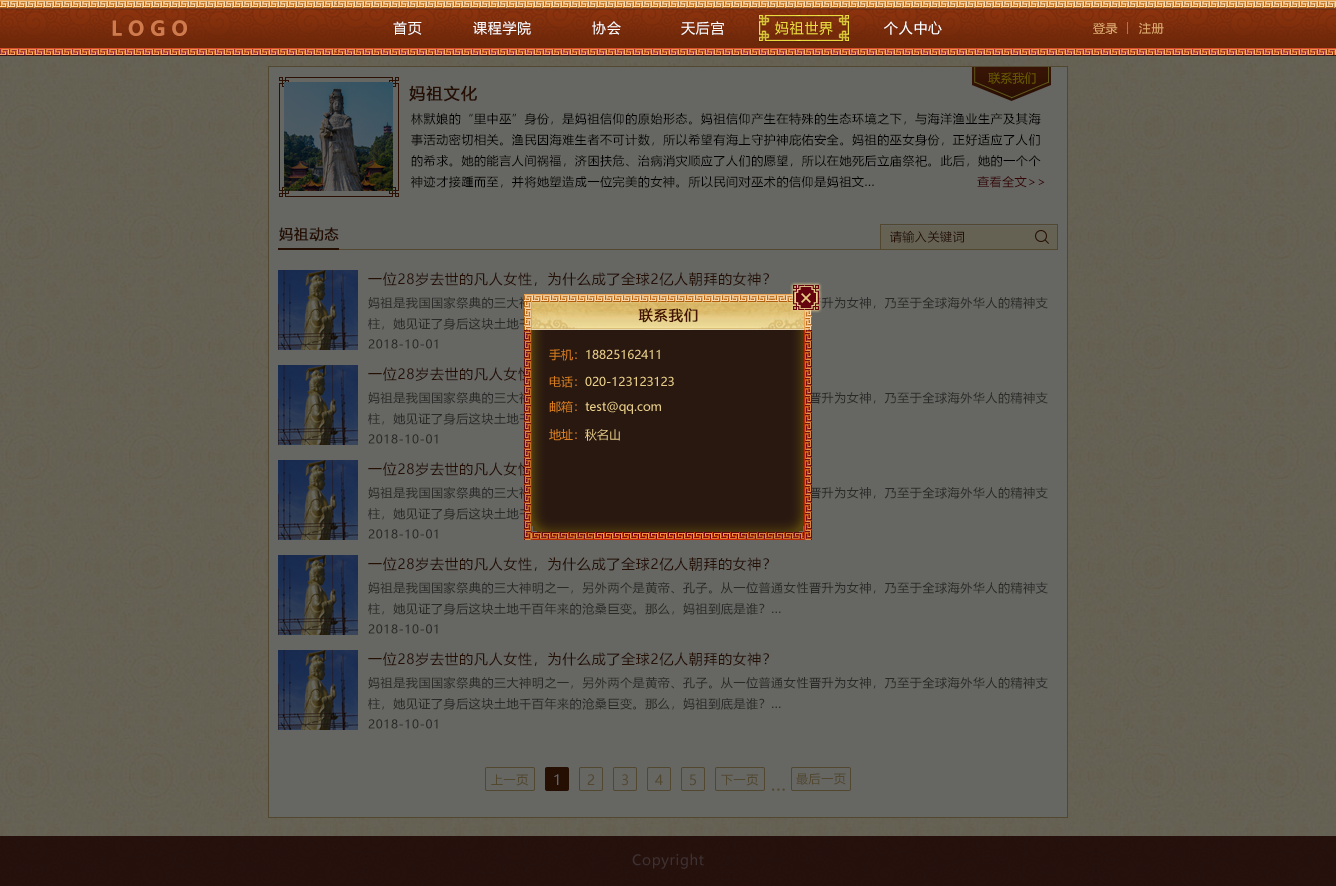 LOGO
首页
课程学院
协会
天后宫
妈祖世界
个人中心
登录 | 注册
联系我们
妈祖文化
林默娘的“里中巫”身份，是妈祖信仰的原始形态。妈祖信仰产生在特殊的生态环境之下，与海洋渔业生产及其海
事活动密切相关。渔民因海难生者不可计数，所以希望有海上守护神庇佑安全。妈祖的巫女身份，正好适应了人们
的希求。她的能言人间祸福，济困扶危、治病消灾顺应了人们的愿望，所以在她死后立庙祭祀。此后，她的一个个
神迹才接踵而至，并将她塑造成一位完美的女神。所以民间对巫术的信仰是妈祖文...
查看全文>>
妈祖动态
请输入关键词
一位28岁去世的凡人女性，为什么成了全球2亿人朝拜的女神？
妈祖是我国国家祭典的三大神
晋升为女神，乃至于全球海外华人的精神支
柱，她见证了身后这块土地千
2018-10-01
一位28岁去世的凡人女性
妈祖是我国国家祭典的三大神
晋升为女神，乃至于全球海外华人的精神支
柱，她见证了身后这块土地千
2018-10-01
一位28岁去世的凡人女性
妈祖是我国国家祭典的三大神
晋升为女神，乃至于全球海外华人的精神支
柱，她见证了身后这块土地千
2018-10-01
一位28岁去世的凡人女性，为什么成了全球2亿人朝拜的女神？
妈祖是我国国家祭典的三大神明之一，另外两个是黄帝、孔子。从一位普通女性晋升为女神，乃至于全球海外华人的精神支
柱，她见证了身后这块土地千百年来的沧桑巨变。那么，妈祖到底是谁？...
2018-10-01
一位28岁去世的凡人女性，为什么成了全球2亿人朝拜的女神？
妈祖是我国国家祭典的三大神明之一，另外两个是黄帝、孔子。从一位普通女性晋升为女神，乃至于全球海外华人的精神支
柱，她见证了身后这块土地千百年来的沧桑巨变。那么，妈祖到底是谁？...
2018-10-01
联系我们
手机：18825162411
电话：020-123123123
邮箱：test@qq.com
地址：秋名山
上一页 1 2 3 4 5 下一页 ... 最后一页
Copyright